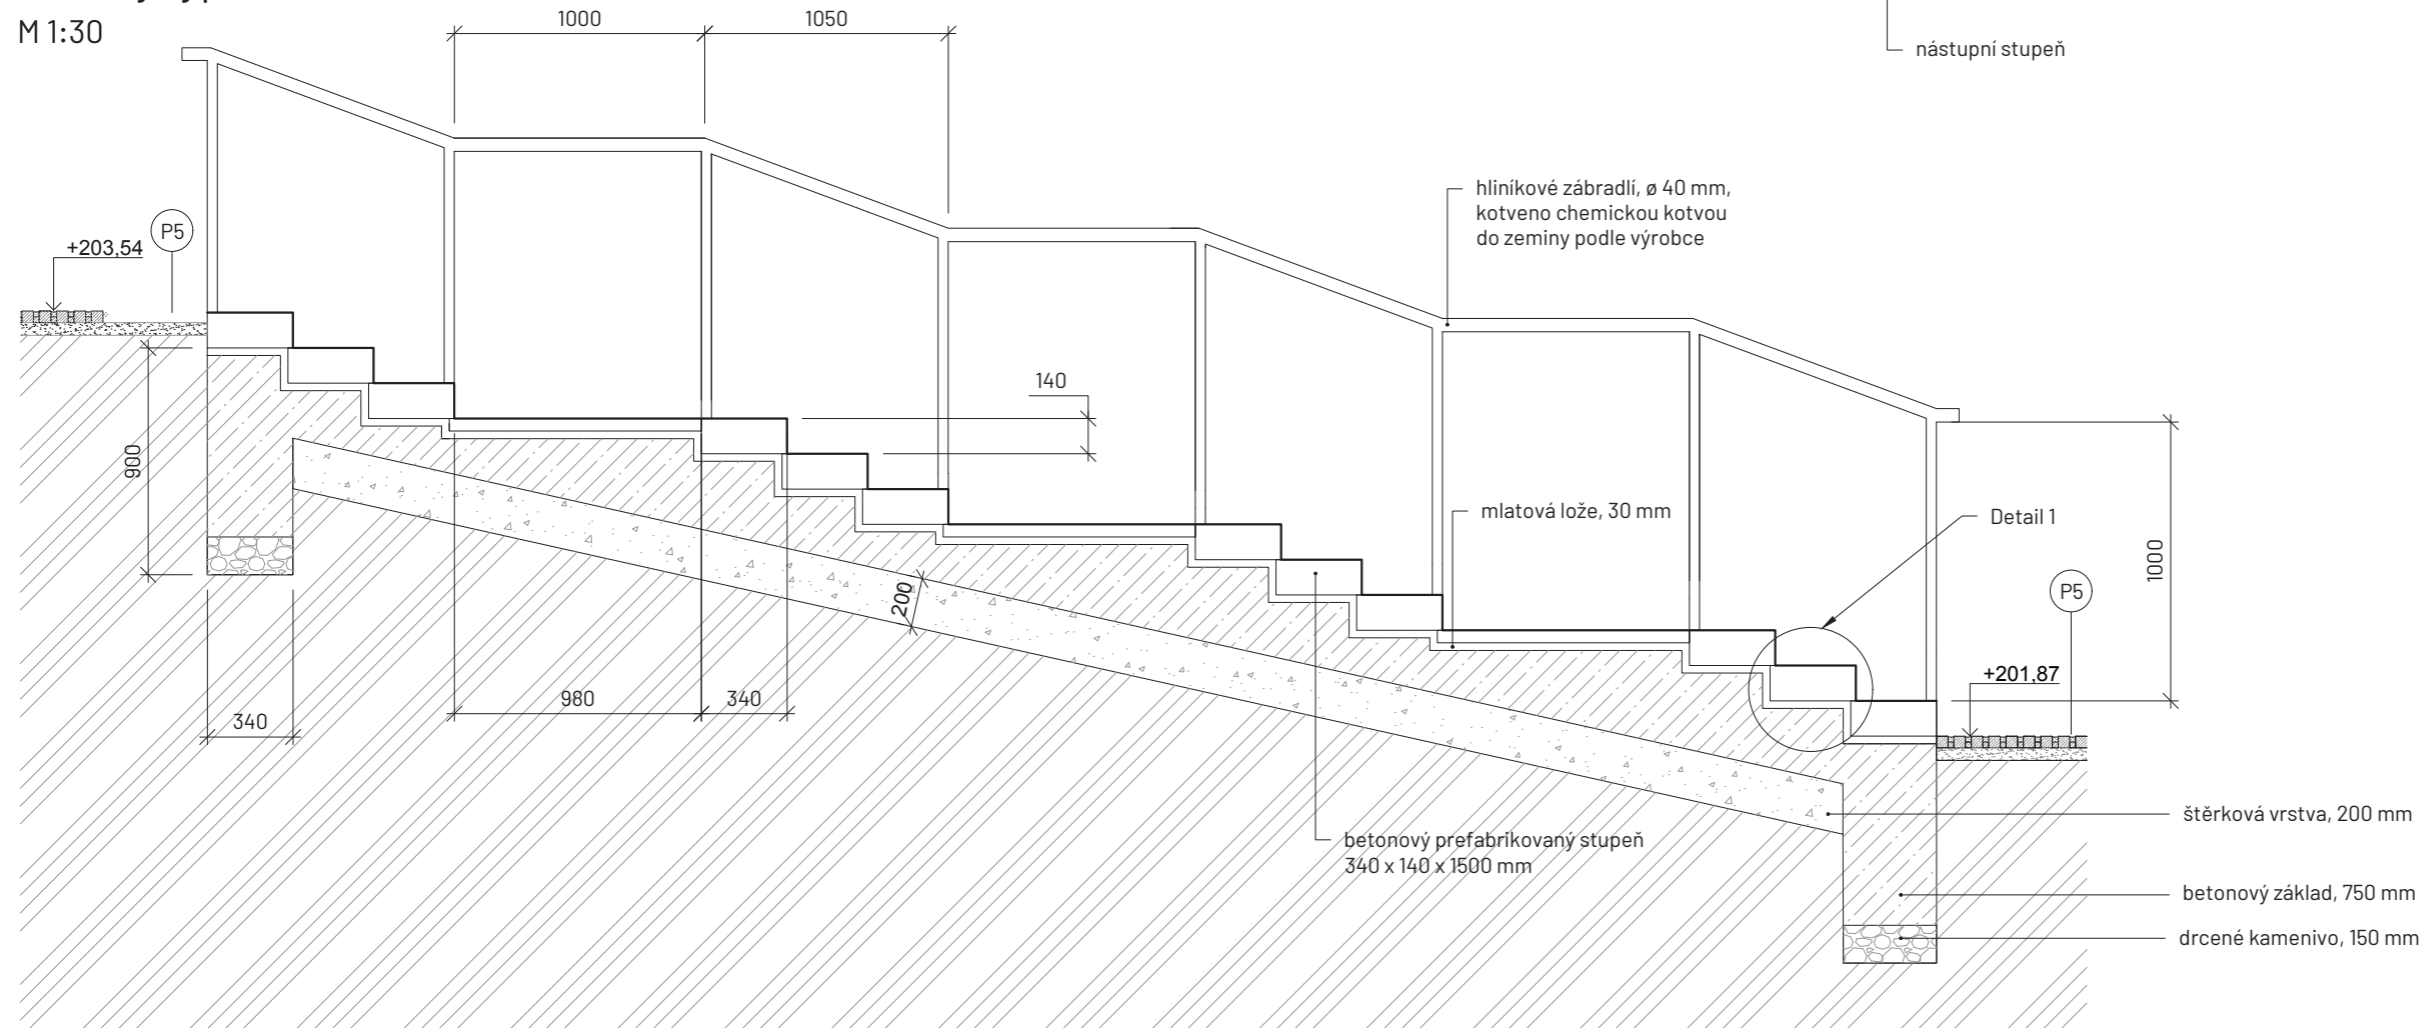 M 1:30
1000
1050
nástupní stupeň
hliníkové zábradlí, ø 40 mm,
kotveno chemickou kotvou
do zeminy podle výrobce
P5
+203,54
140
900
mlatová lože, 30 mm
Detail 1
1000
P5
200
+201,87
980
340
340
betonový prefabrikovaný stupeň
340 x 140 x 1500 mm
štěrková vrstva, 200 mm
betonový základ, 750 mm
drcené kamenivo, 150 mm